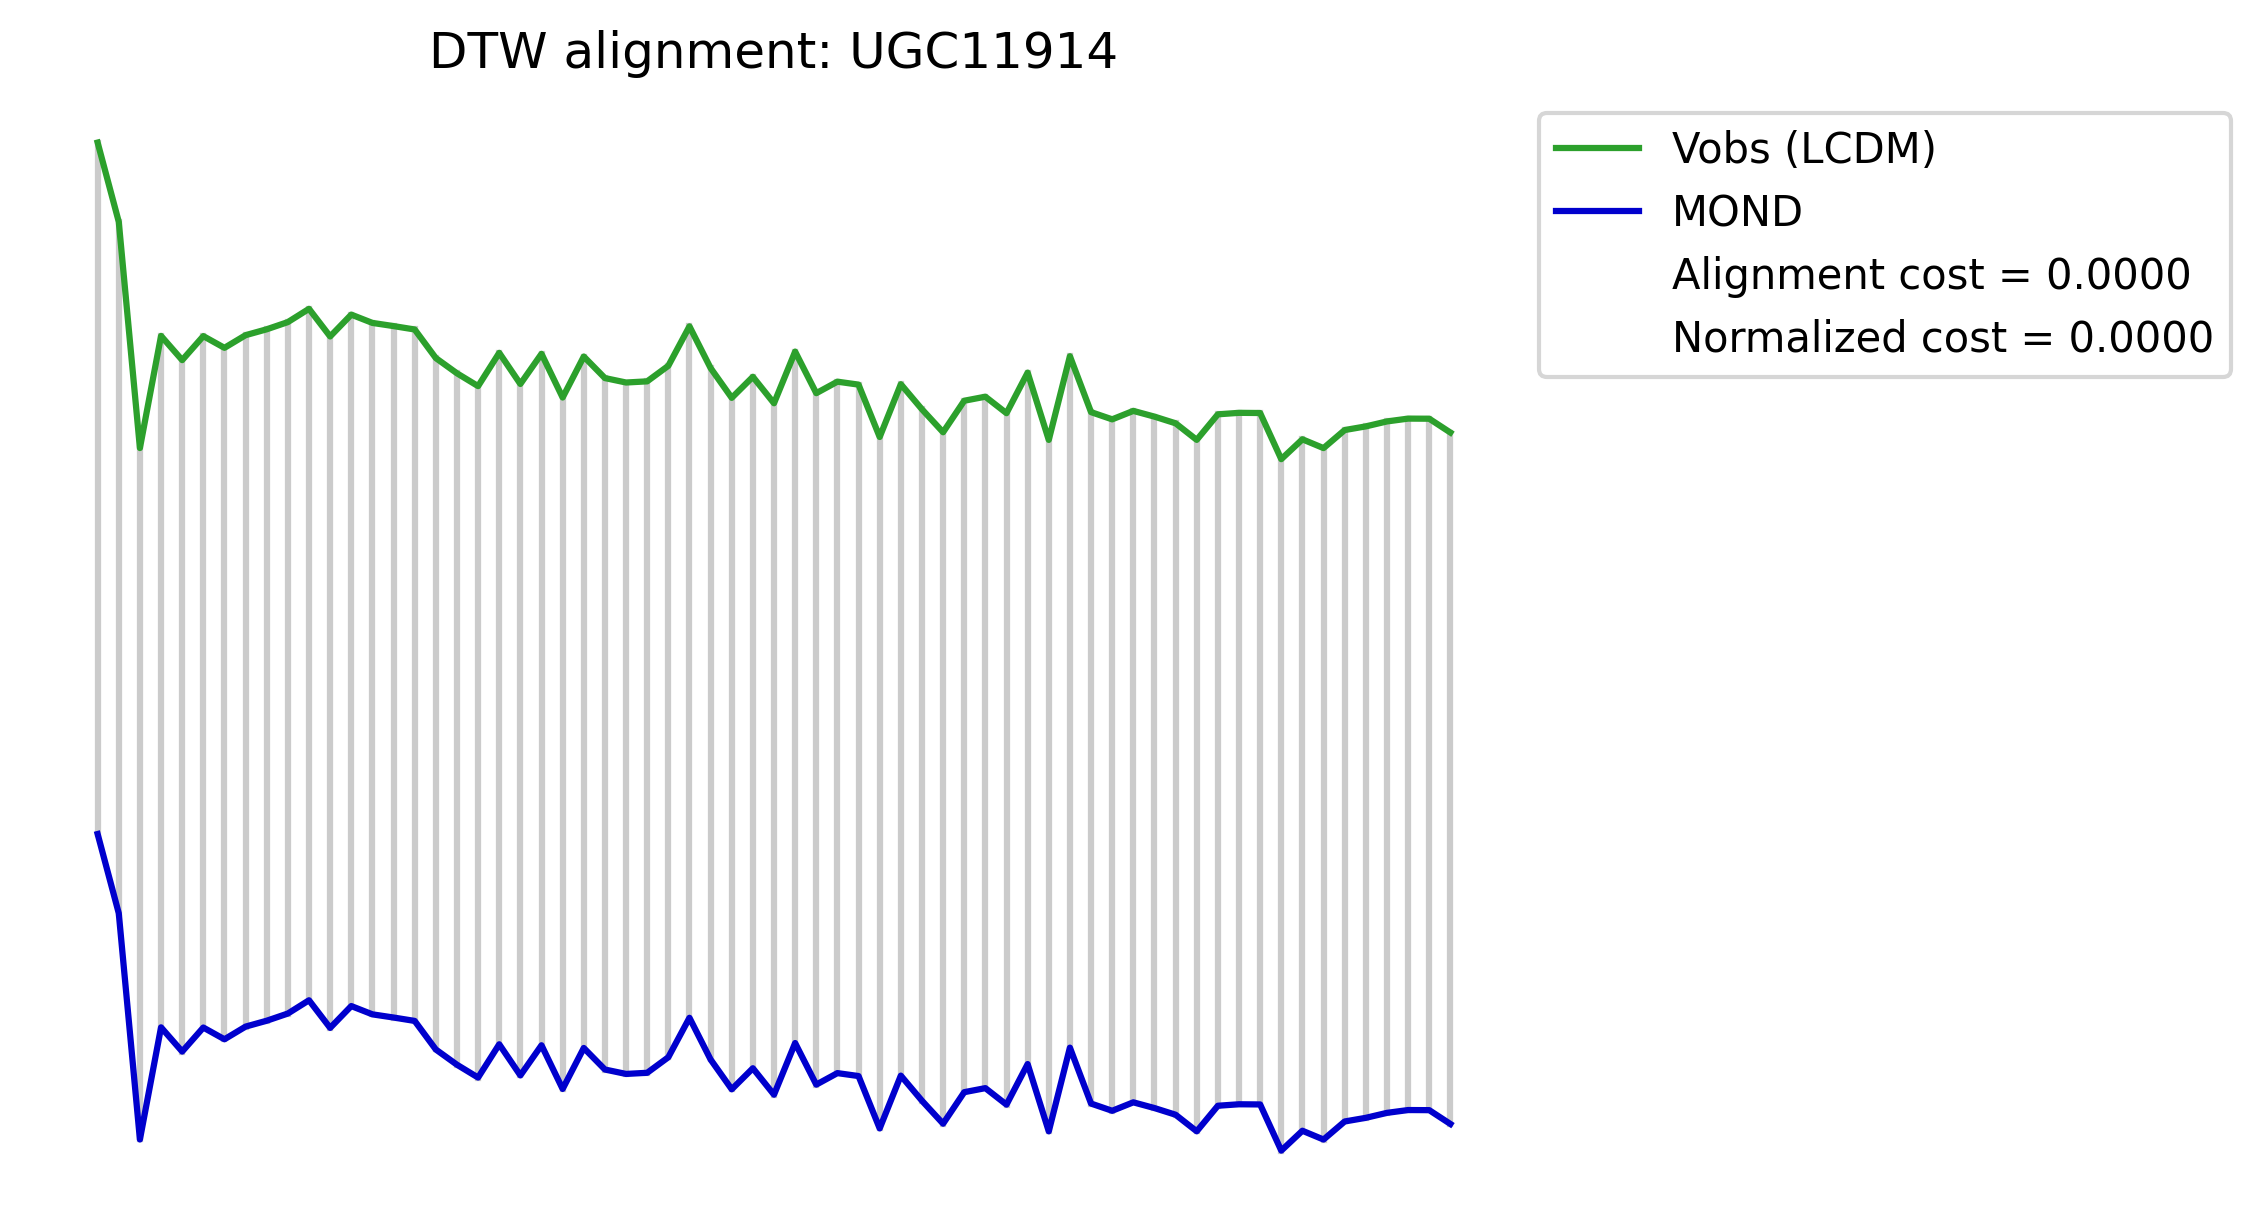 DTW alignment: UGC11914
Vobs (LCDM)
MOND
Alignment cost = 0.0000
Normalized cost = 0.0000